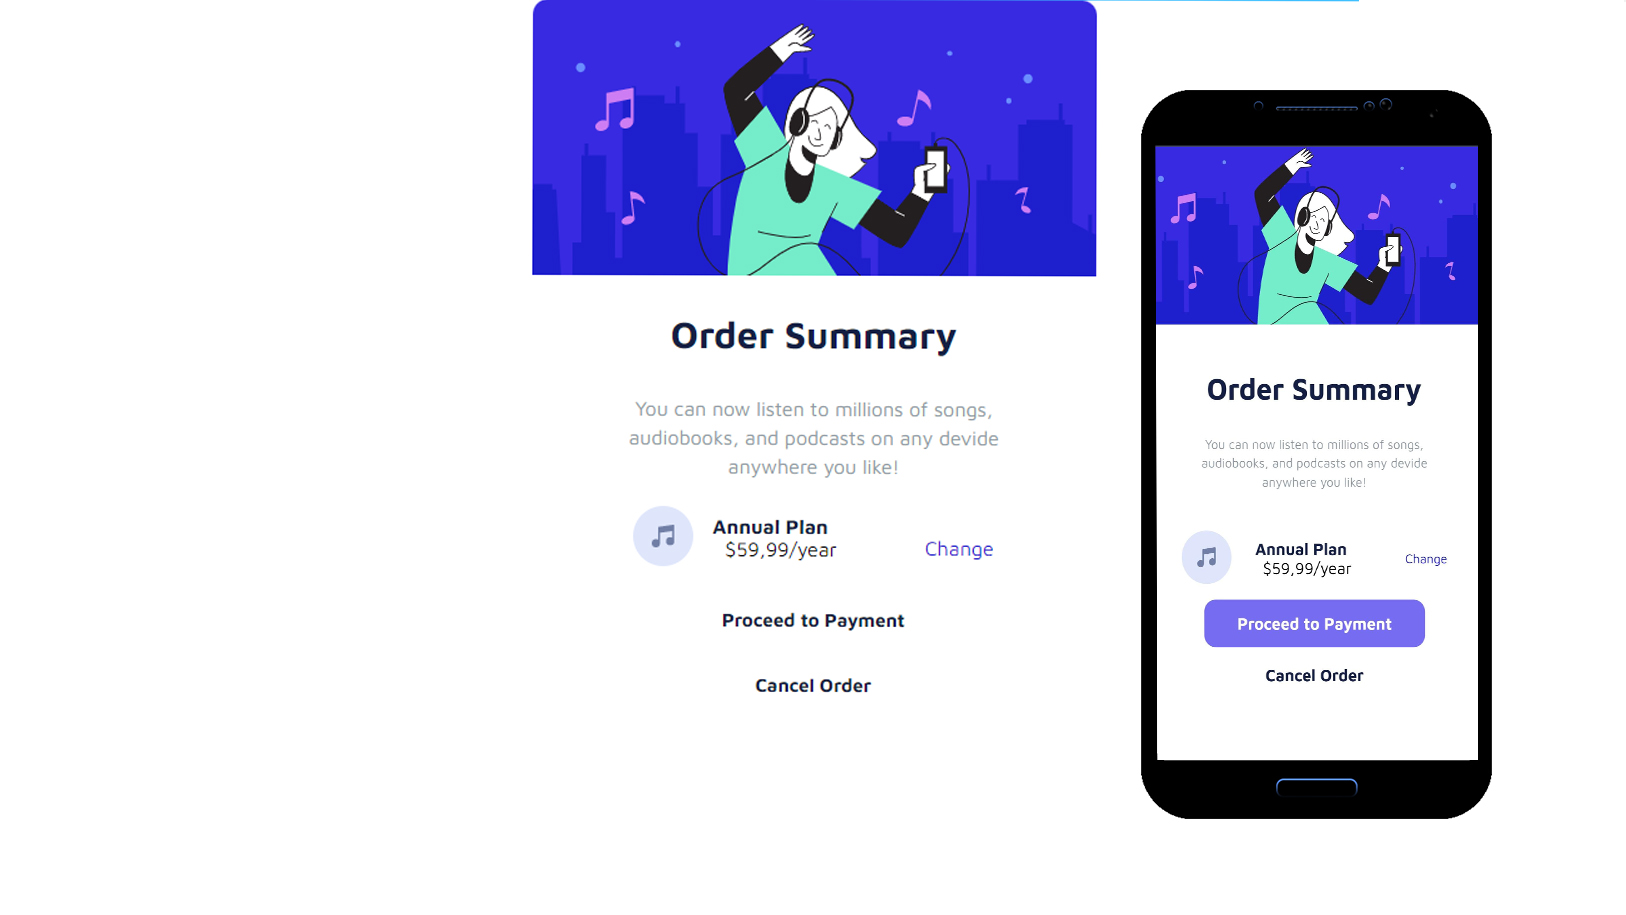 Order Summary
You can now listen to millions of songs,
audiobooks, and podcasts on any devide
anywhere you like!
Annual Plan
$59,99/year
Change
Proceed to Payment
Cancel Order
Order Summary
You can now listen to millions of songs,
audiobooks, and podcasts on any devide
anywhere you like!
Annual Plan
$59,99/year
Change
Proceed to Payment
Cancel Order